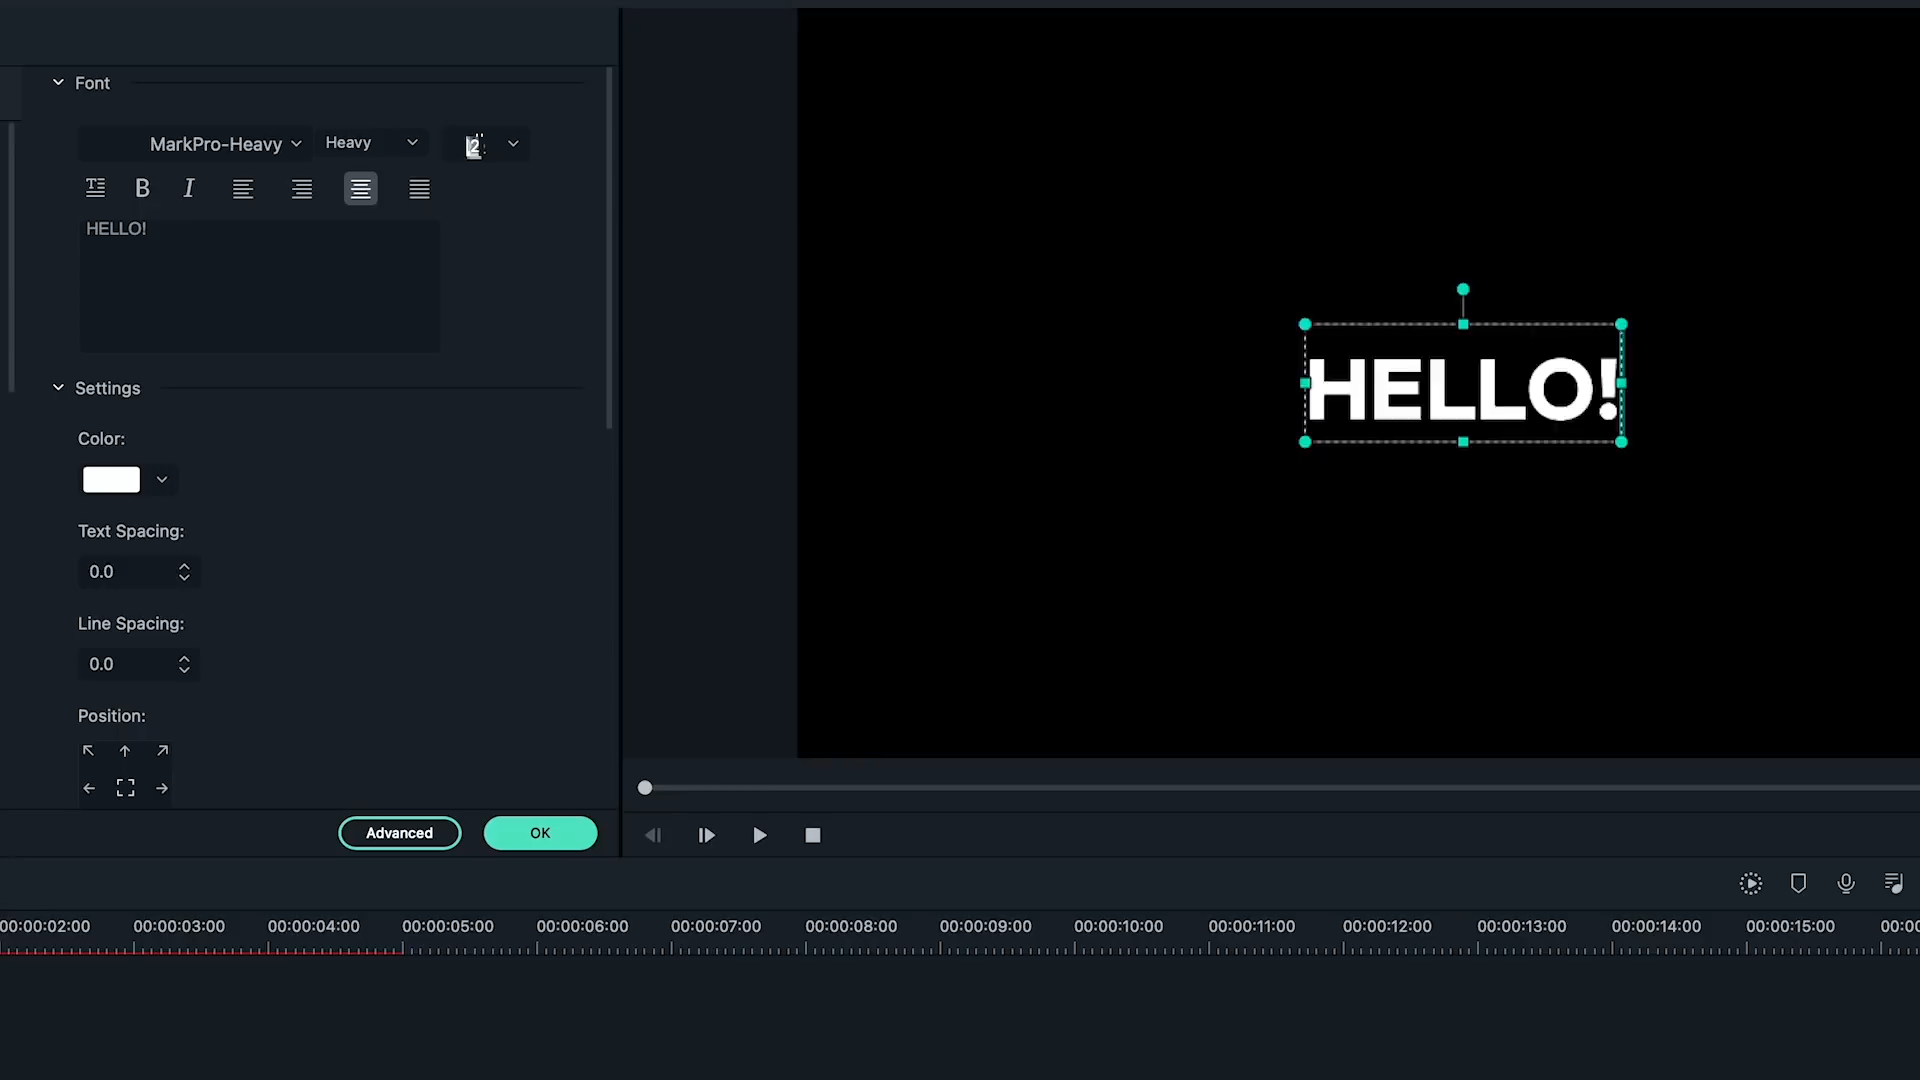 Font
MarkPro-Heavy
Heavy
2
B
I
HELLO!
Settings
Color:
Text Spacing:
0.0
Line Spacing:
0.0
Position:
Advanced
OK
HELLO!
00:00:02:00
00:00:03:00
00:00:04:00
00:00:05:00
00:00:06:00
00:00:07:00
00:00:08:00
00:00:09:00
00:00:10:00
00:00:11:00
00:00:12:00
00:00:13:00
00:00:14:00
00:00:15:00